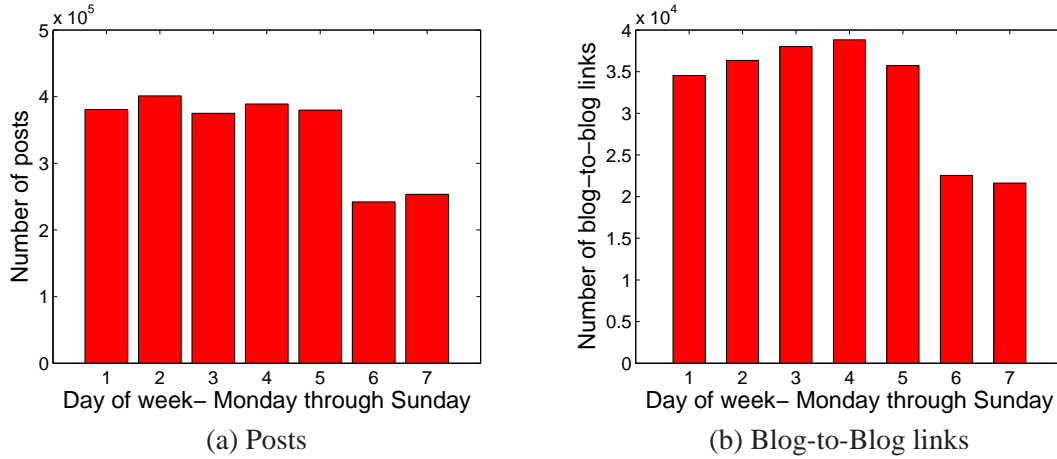 x 10^5
5
4
3
2
1
0
Number of posts
1 2 3 4 5 6 7
Day of week− Monday through Sunday
(a) Posts
x 10^4
4
3.5
3
2.5
2
1.5
1
0.5
0
Number of blog−to−blog links
1 2 3 4 5 6 7
Day of week− Monday through Sunday
(b) Blog-to-Blog links